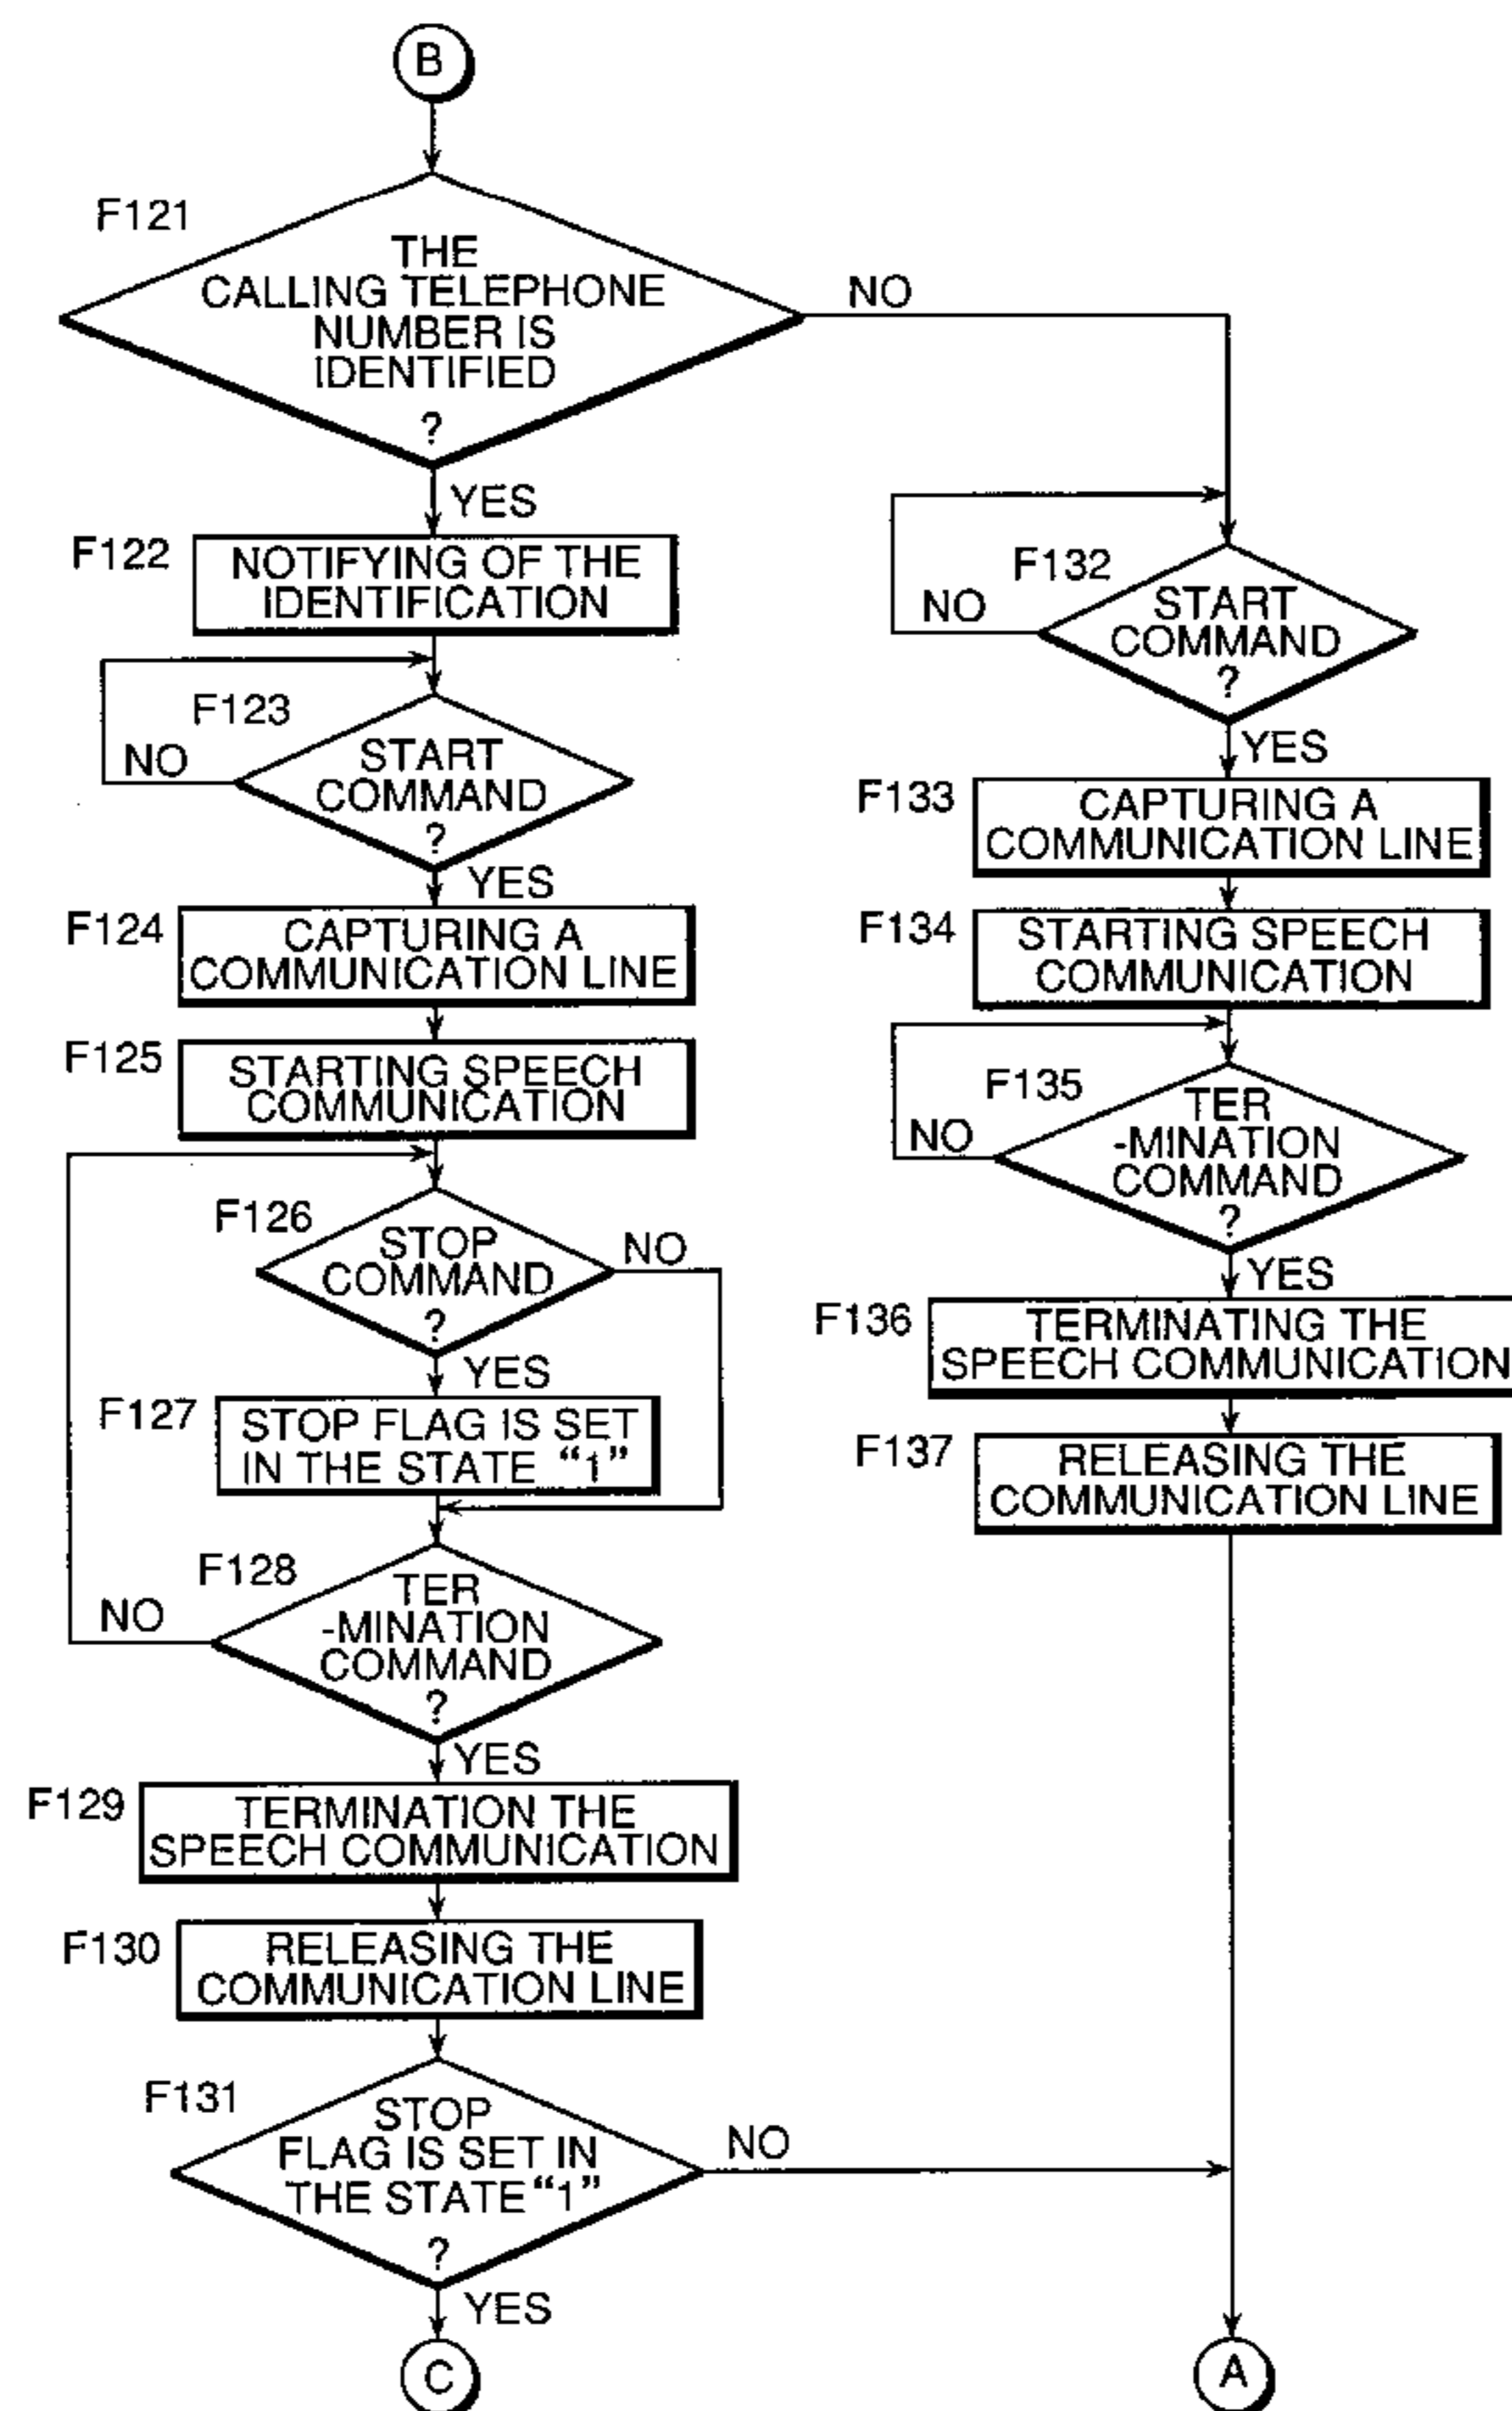 B
F121
THE
CALLING TELEPHONE
NUMBER IS
IDENTIFIED
?
NO
YES
F122
NOTIFYING OF THE
IDENTIFICATION
F123
START
COMMAND
?
NO
YES
F124
CAPTURING A
COMMUNICATION LINE
F125
STARTING SPEECH
COMMUNICATION
F126
STOP
COMMAND
?
NO
YES
F127
STOP FLAG IS SET
IN THE STATE “1”
F128
TER
-MINATION
COMMAND
?
NO
YES
F129
TERMINATION THE
SPEECH COMMUNICATION
F130
RELEASING THE
COMMUNICATION LINE
F131
STOP
FLAG IS SET IN
THE STATE “1”
?
NO
YES
C
F132
START
COMMAND
?
NO
YES
F133
CAPTURING A
COMMUNICATION LINE
F134
STARTING SPEECH
COMMUNICATION
F135
TER
-MINATION
COMMAND
?
NO
YES
F136
TERMINATING THE
SPEECH COMMUNICATION
F137
RELEASING THE
COMMUNICATION LINE
A